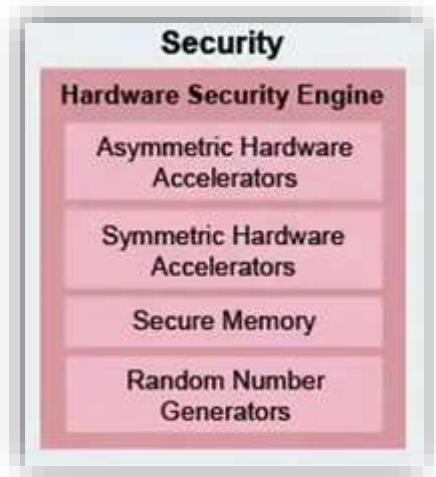 Security
Hardware Security Engine
Asymmetric Hardware
Accelerators
Symmetric Hardware
Accelerators
Secure Memory
Random Number
Generators